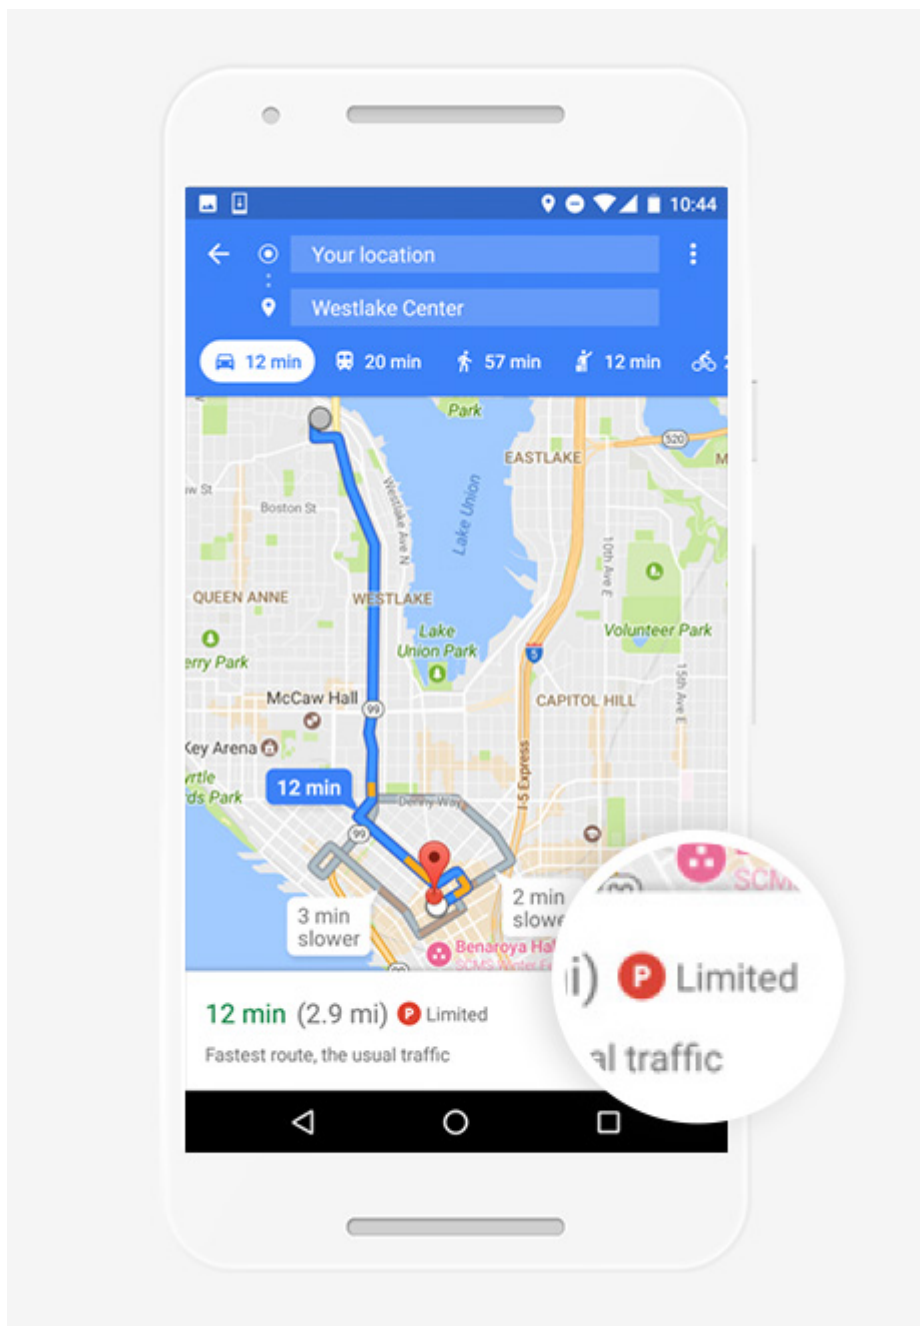 10:44
Your location
Westlake Center
12 min
20 min
57 min
12 min
Park
520
EASTLAKE
Westlake Ave N
Lake Union
Boston St
10th Ave E
QUEEN ANNE
WESTLAKE
Lake
Union Park
Volunteer Park
5
erry Park
15th Ave E
McCaw Hall
99
CAPITOL HILL
Key Arena
I-5 Express
rtle
ds Park
12 min
Denny Way
99
2 min
slowe
3 min
slower
Benaroya Hal
SCMS Winter Fe
SCM
i) P Limited
al traffic
12 min (2.9 mi) P Limited
Fastest route, the usual traffic